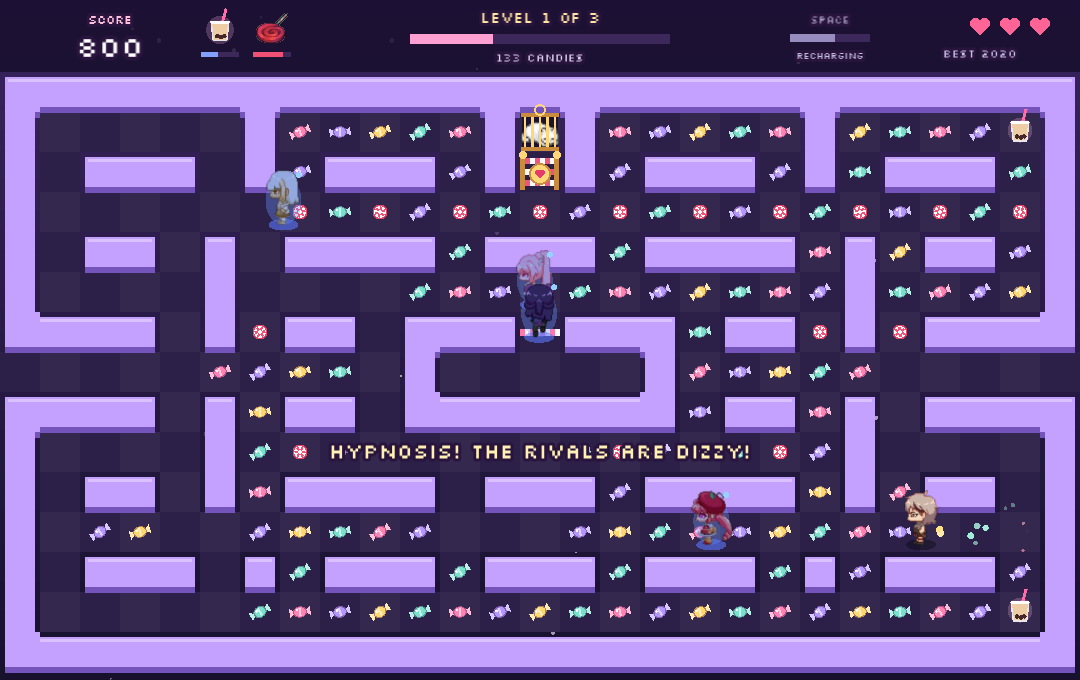 SCORE
800
LEVEL 1 OF 3
133 CANDIES
SPACE
RECHARGING
BEST 2020
HYPNOSIS! THE RIVALS ARE DIZZY!